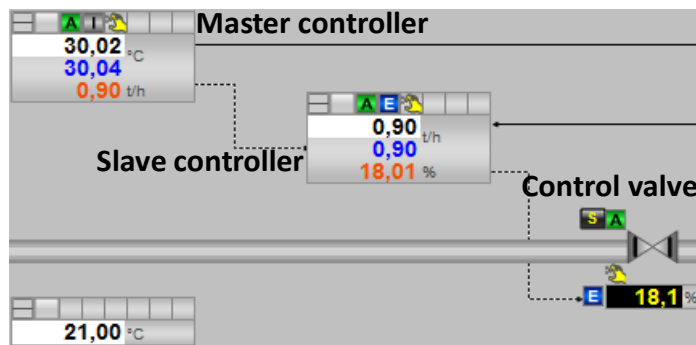 A I Master controller
30,02 °C
30,04
0,90 t/h
A E
0,90 t/h
0,90
Slave controller
18,01 %
Control valve
S A
E 18,1 %
21,00 °C